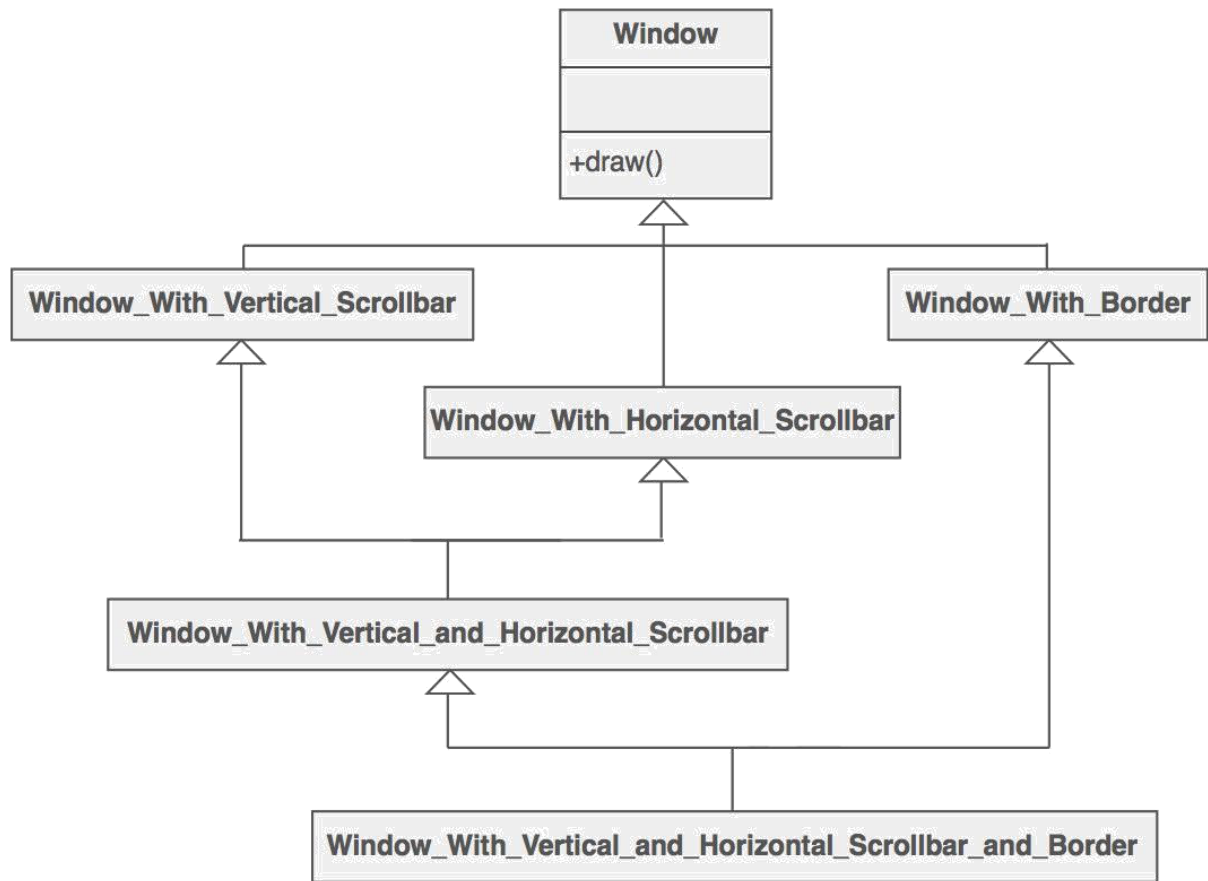 Window
+draw()
Window_With_Vertical_Scrollbar
Window_With_Border
Window_With_Horizontal_Scrollbar
Window_With_Vertical_and_Horizontal_Scrollbar
Window_With_Vertical_and_Horizontal_Scrollbar_and_Border